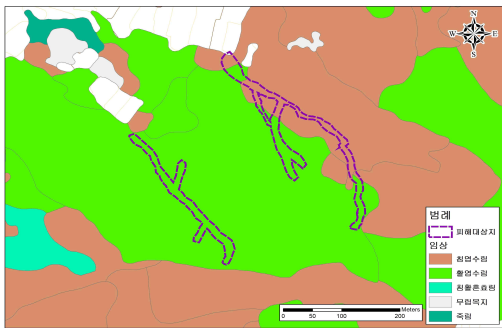 N
W
E
S
범례
피해대상지
임상
침엽수림
활엽수림
침활혼효림
무립목지
죽림
Meters
0 50 100 200